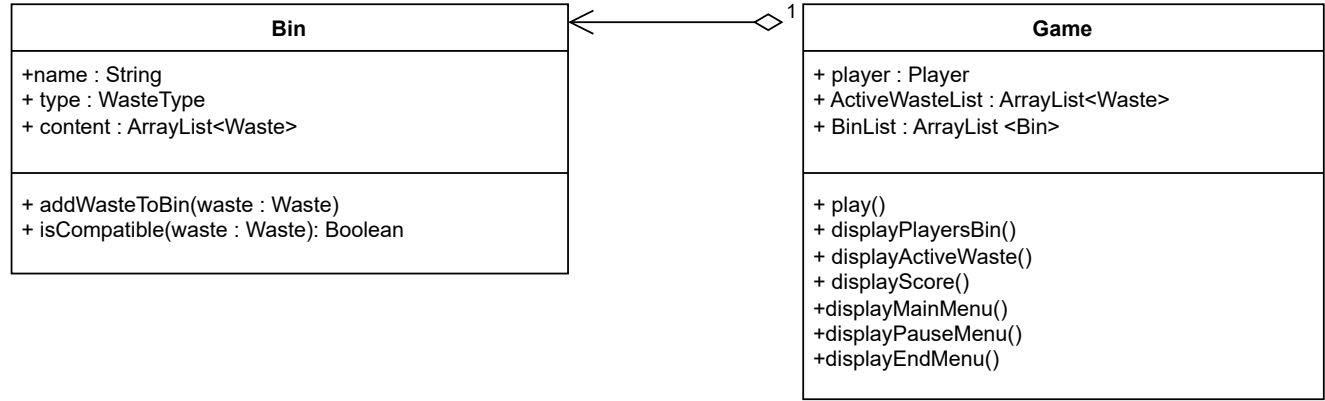 Bin
+name : String
+ type : WasteType
+ content : ArrayList<Waste>
+ addWasteToBin(waste : Waste)
+ isCompatible(waste : Waste): Boolean
1
Game
+ player : Player
+ ActiveWasteList : ArrayList<Waste>
+ BinList : ArrayList <Bin>
+ play()
+ displayPlayersBin()
+ displayActiveWaste()
+ displayScore()
+displayMainMenu()
+displayPauseMenu()
+displayEndMenu()